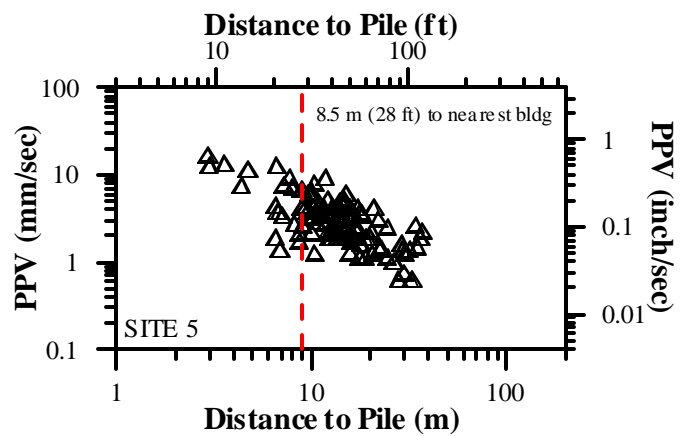 Distance to Pile (ft)
10 100
100
10
1
0.1
PPV (mm/sec)
8.5 m (28 ft) to nearest bldg
SITE 5
1
0.1
0.01
PPV (inch/sec)
1 10 100
Distance to Pile (m)